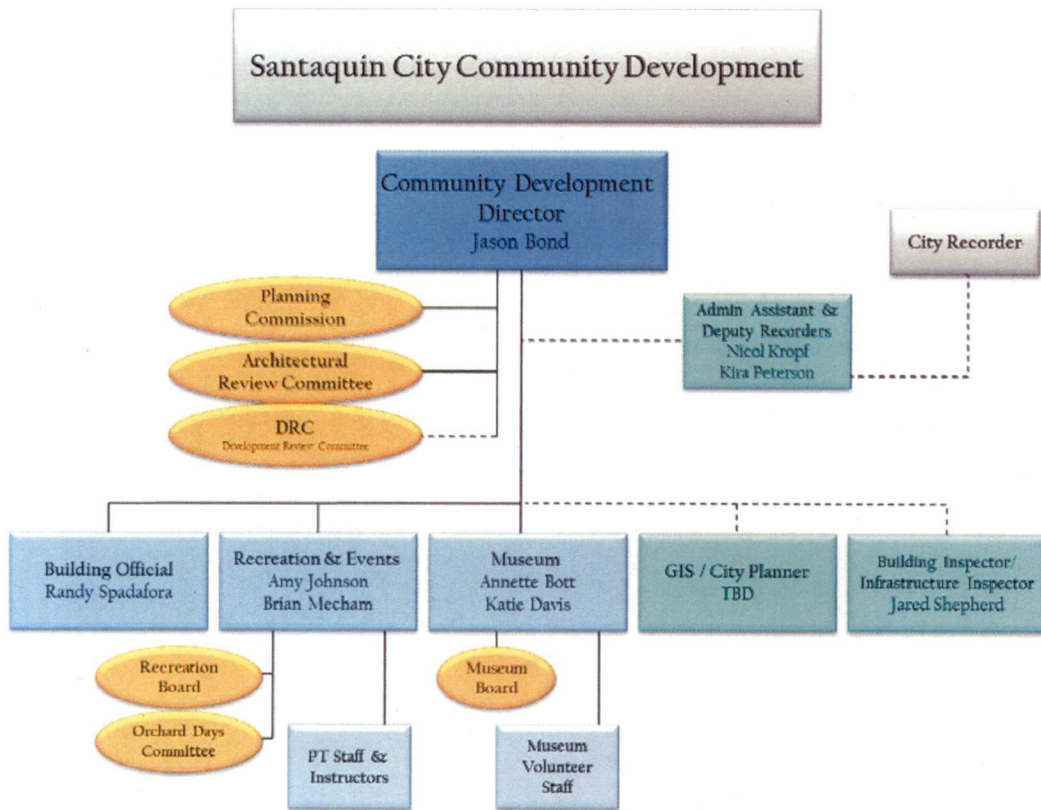 Santaquin City Community Development
Community Development
Director
Jason Bond
City Recorder
Planning
Commission
Admin Assistant &
Deputy Recorders
Nicol Kropf
Kira Peterson
Architectural
Review Committee
DRC
Development Review Committee
Building Official
Randy Spadafora
Recreation & Events
Amy Johnson
Brian Mecham
Museum
Annette Bott
Katie Davis
GIS / City Planner
TBD
Building Inspector/
Infrastructure Inspector
Jared Shepherd
Recreation
Board
Orchard Days
Committee
PT Staff &
Instructors
Museum
Board
Museum
Volunteer
Staff